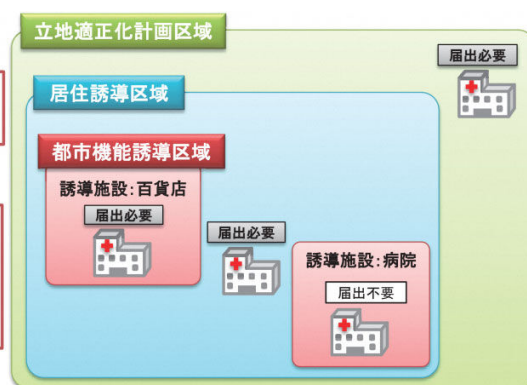 立地適正化計画区域
届出必要
居住誘導区域
都市機能誘導区域
誘導施設:百貨店
届出必要
届出必要
誘導施設:病院
届出不要